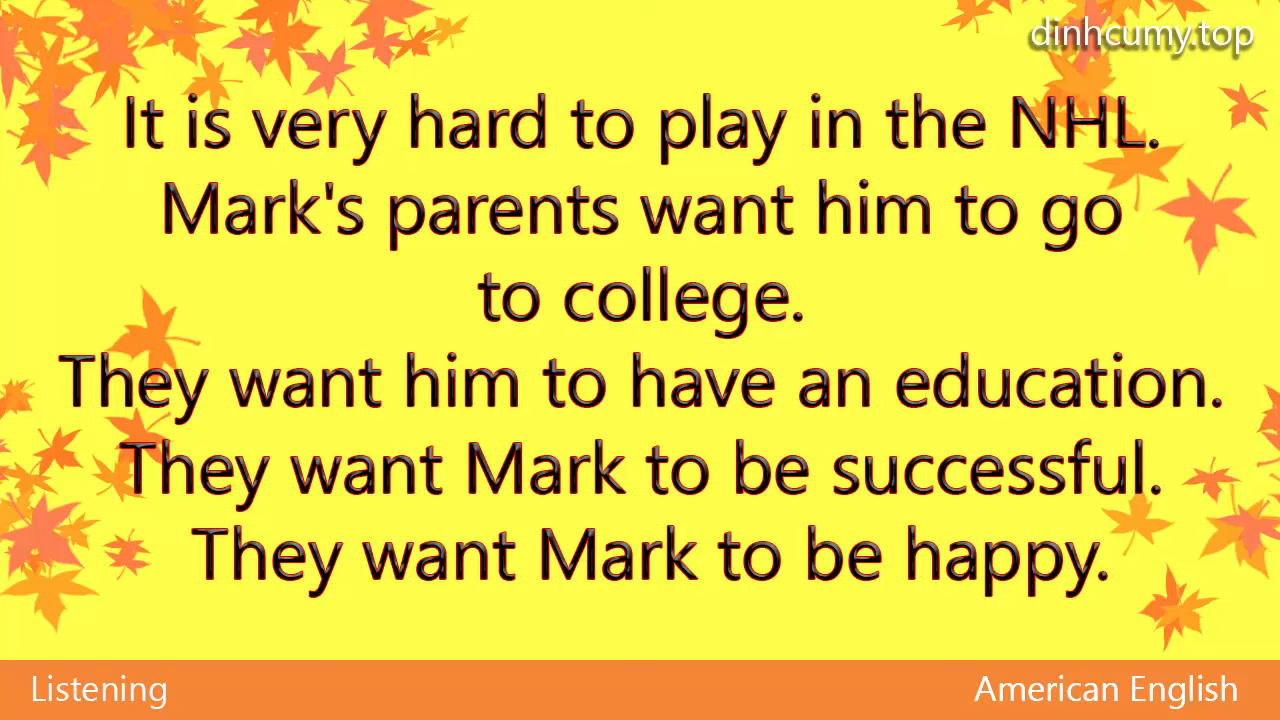 dinhcumy.top
It is very hard to play in the NHL.
Mark's parents want him to go
to college.
They want him to have an education.
They want Mark to be successful.
They want Mark to be happy.
Listening
American English